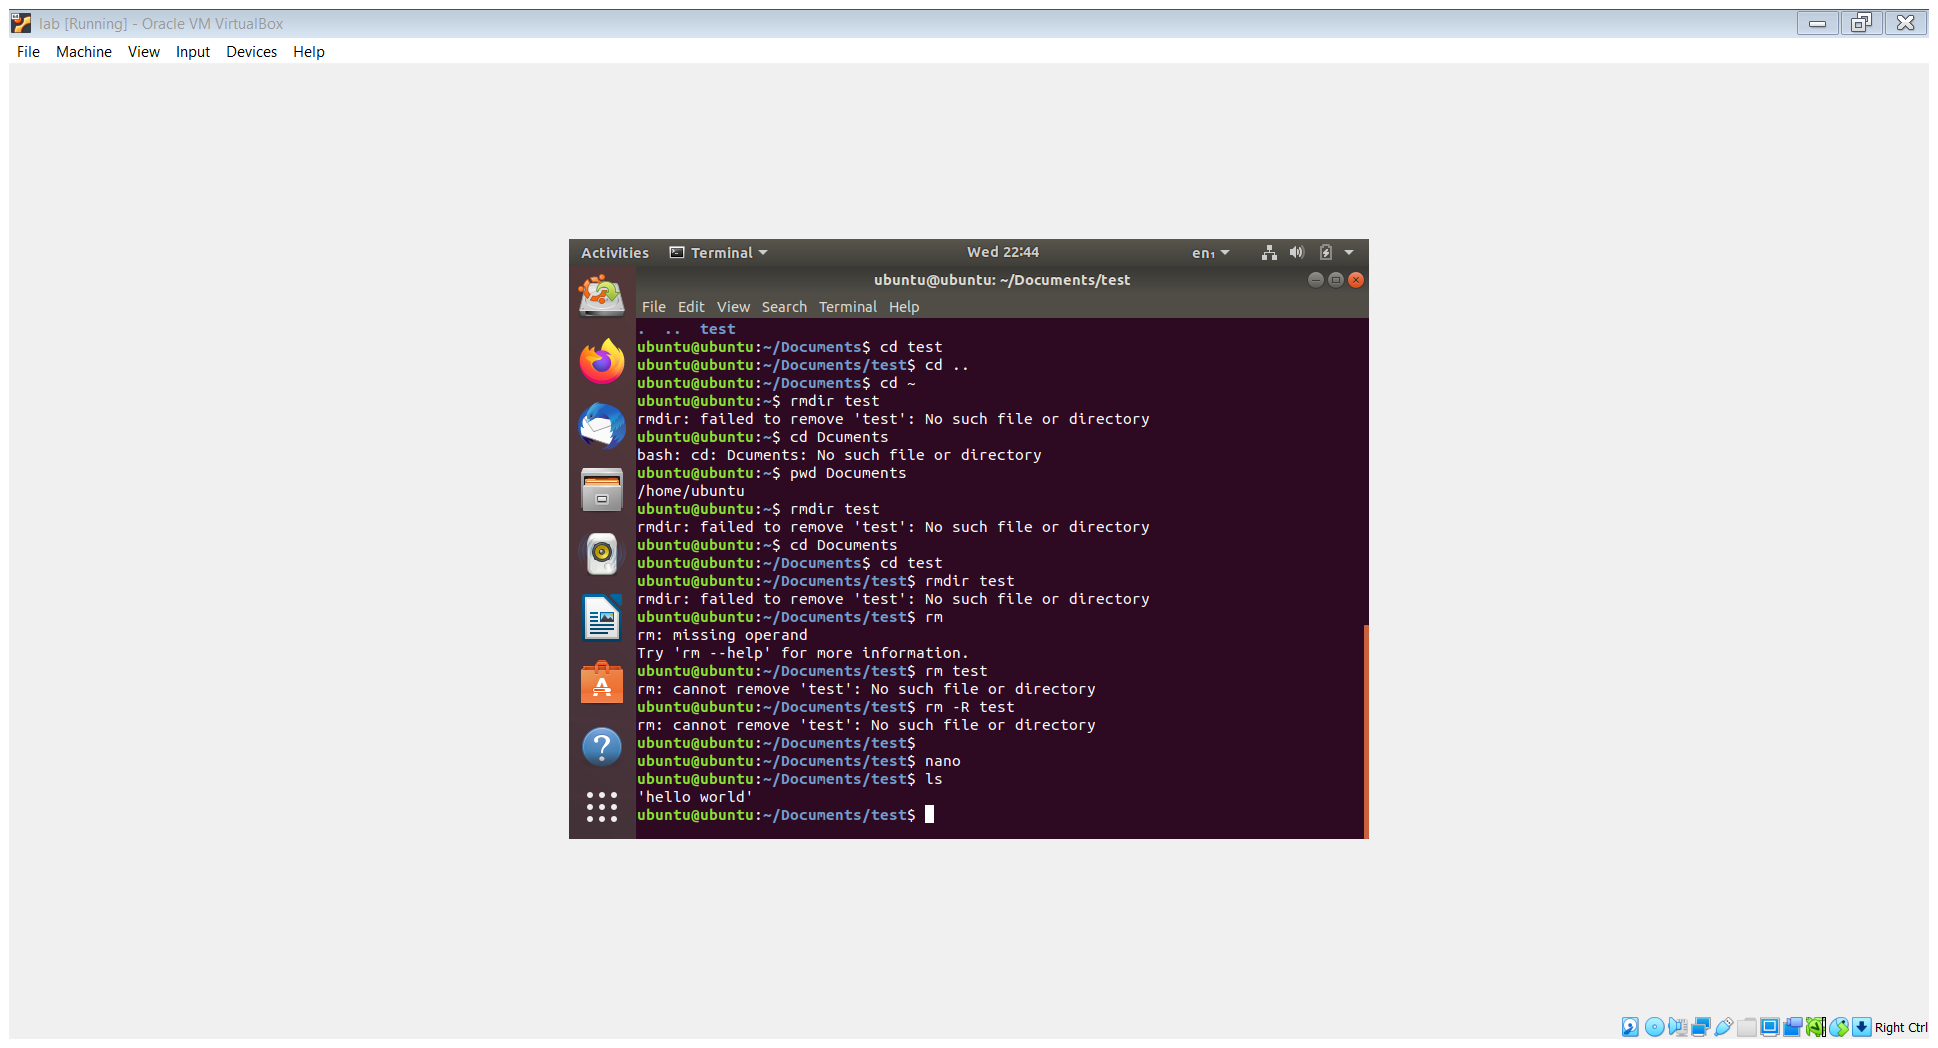 lab [Running] - Oracle VM VirtualBox
File Machine View Input Devices Help
Activities Terminal Wed 22:44 en₁
ubuntu@ubuntu: ~/Documents/test
File Edit View Search Terminal Help
. .. test
ubuntu@ubuntu:~/Documents$ cd test
ubuntu@ubuntu:~/Documents/test$ cd ..
ubuntu@ubuntu:~/Documents$ cd ~
ubuntu@ubuntu:~$ rmdir test
rmdir: failed to remove 'test': No such file or directory
ubuntu@ubuntu:~$ cd Dcuments
bash: cd: Dcuments: No such file or directory
ubuntu@ubuntu:~$ pwd Documents
/home/ubuntu
ubuntu@ubuntu:~$ rmdir test
rmdir: failed to remove 'test': No such file or directory
ubuntu@ubuntu:~$ cd Documents
ubuntu@ubuntu:~/Documents$ cd test
ubuntu@ubuntu:~/Documents/test$ rmdir test
rmdir: failed to remove 'test': No such file or directory
ubuntu@ubuntu:~/Documents/test$ rm
rm: missing operand
Try 'rm --help' for more information.
ubuntu@ubuntu:~/Documents/test$ rm test
rm: cannot remove 'test': No such file or directory
ubuntu@ubuntu:~/Documents/test$ rm -R test
rm: cannot remove 'test': No such file or directory
ubuntu@ubuntu:~/Documents/test$
ubuntu@ubuntu:~/Documents/test$ nano
ubuntu@ubuntu:~/Documents/test$ ls
'hello world'
ubuntu@ubuntu:~/Documents/test$
Right Ctrl